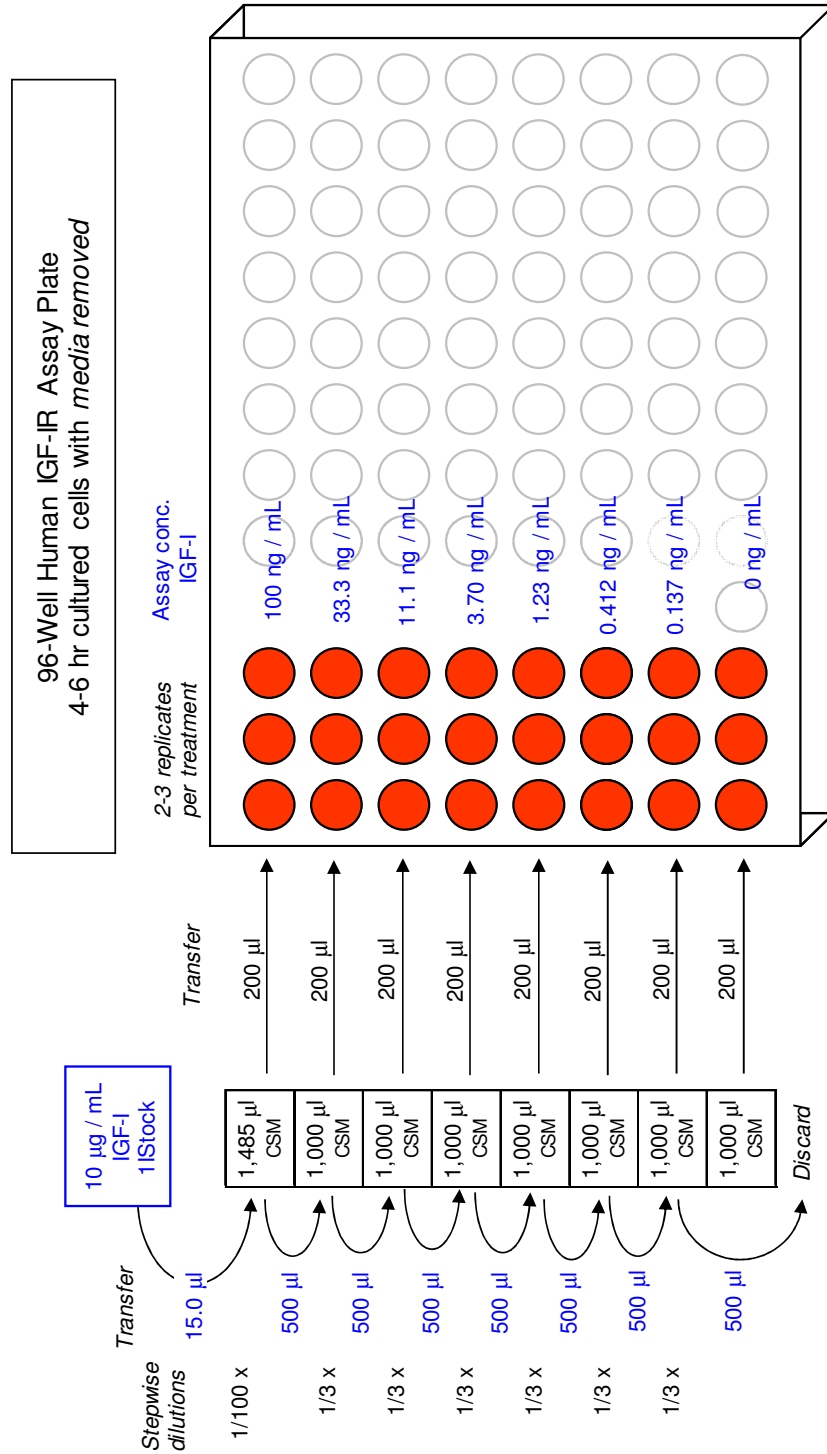 96-Well Human IGF-IR Assay Plate
4-6 hr cultured cells with media removed
10 µg / mL
IGF-I
1IStock
Stepwise
dilutions
Transfer
Transfer
2-3 replicates
per treatment
Assay conc.
IGF-I
15.0 µl
1/100 x
1,485 µl
CSM
200 µl
100 ng / mL
500 µl
1/3 x
1,000 µl
CSM
200 µl
33.3 ng / mL
500 µl
1/3 x
1,000 µl
CSM
200 µl
11.1 ng / mL
500 µl
1/3 x
1,000 µl
CSM
200 µl
3.70 ng / mL
500 µl
1/3 x
1,000 µl
CSM
200 µl
1.23 ng / mL
500 µl
1/3 x
1,000 µl
CSM
200 µl
0.412 ng / mL
500 µl
1/3 x
1,000 µl
CSM
200 µl
0.137 ng / mL
500 µl
1,000 µl
CSM
200 µl
0 ng / mL
Discard